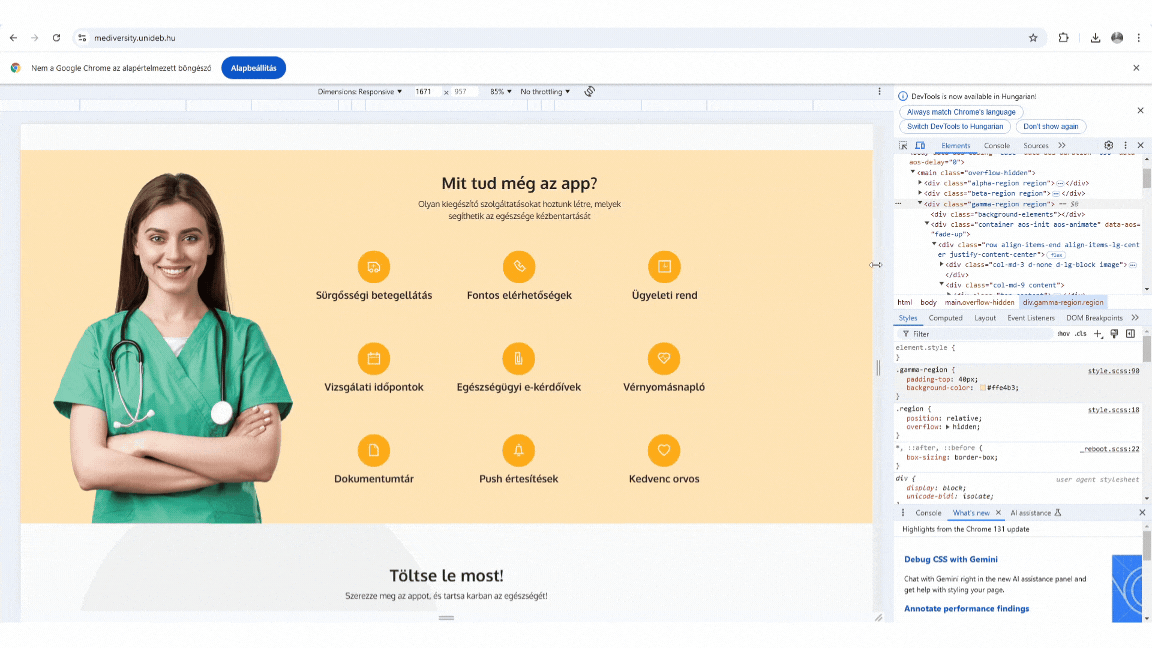 mediversity.unideb.hu
Nem a Google Chrome az alapértelmezett böngésző
Alapbeállítás
Dimensions: Responsive
1671 x 957
85%
No throttling
Mit tud még az app?
Olyan kiegészítő szolgáltatásokat hoztunk létre, melyek
segíthetik az egészsége kézbentartását
Sürgősségi betegellátás
Fontos elérhetőségek
Ügyeleti rend
Vizsgálati időpontok
Egészségügyi e-kérdőívek
Vérnyomásnapló
Dokumentumtár
Push értesítések
Kedvenc orvos
Töltse le most!
Szerezze meg az appot, és tartsa karban az egészségét!
DevTools is now available in Hungarian!
Always match Chrome's language
Switch DevTools to Hungarian
Don't show again
Elements
Console
Sources
aos-delay="0">
<main class="overflow-hidden">
<div class="alpha-region region"> </div>
<div class="beta-region region"> </div>
<div class="gamma-region region"> == $0
<div class="background-elements"></div>
<div class="container aos-init aos-animate" data-aos=
"fade-up">
<div class="row align-items-end align-items-lg-cent
er justify-content-center"> flex
<div class="col-md-3 d-none d-lg-block image">
</div>
<div class="col-md-9 content">
html body main.overflow-hidden div.gamma-region.region
Styles
Computed
Layout
Event Listeners
DOM Breakpoints
Filter
:hov .cls
element.style {
}
.gamma-region {
style.scss:90
padding-top: 40px;
background-color: #ffe4b3;
}
.region {
style.scss:18
position: relative;
overflow: hidden;
}
*, ::after, ::before {
_reboot.scss:22
box-sizing: border-box;
}
div {
user agent stylesheet
display: block;
unicode-bidi: isolate;
Console
What's new
AI assistance
Highlights from the Chrome 131 update
Debug CSS with Gemini
Chat with Gemini right in the new AI assistance panel and
get help with styling your page.
Annotate performance findings